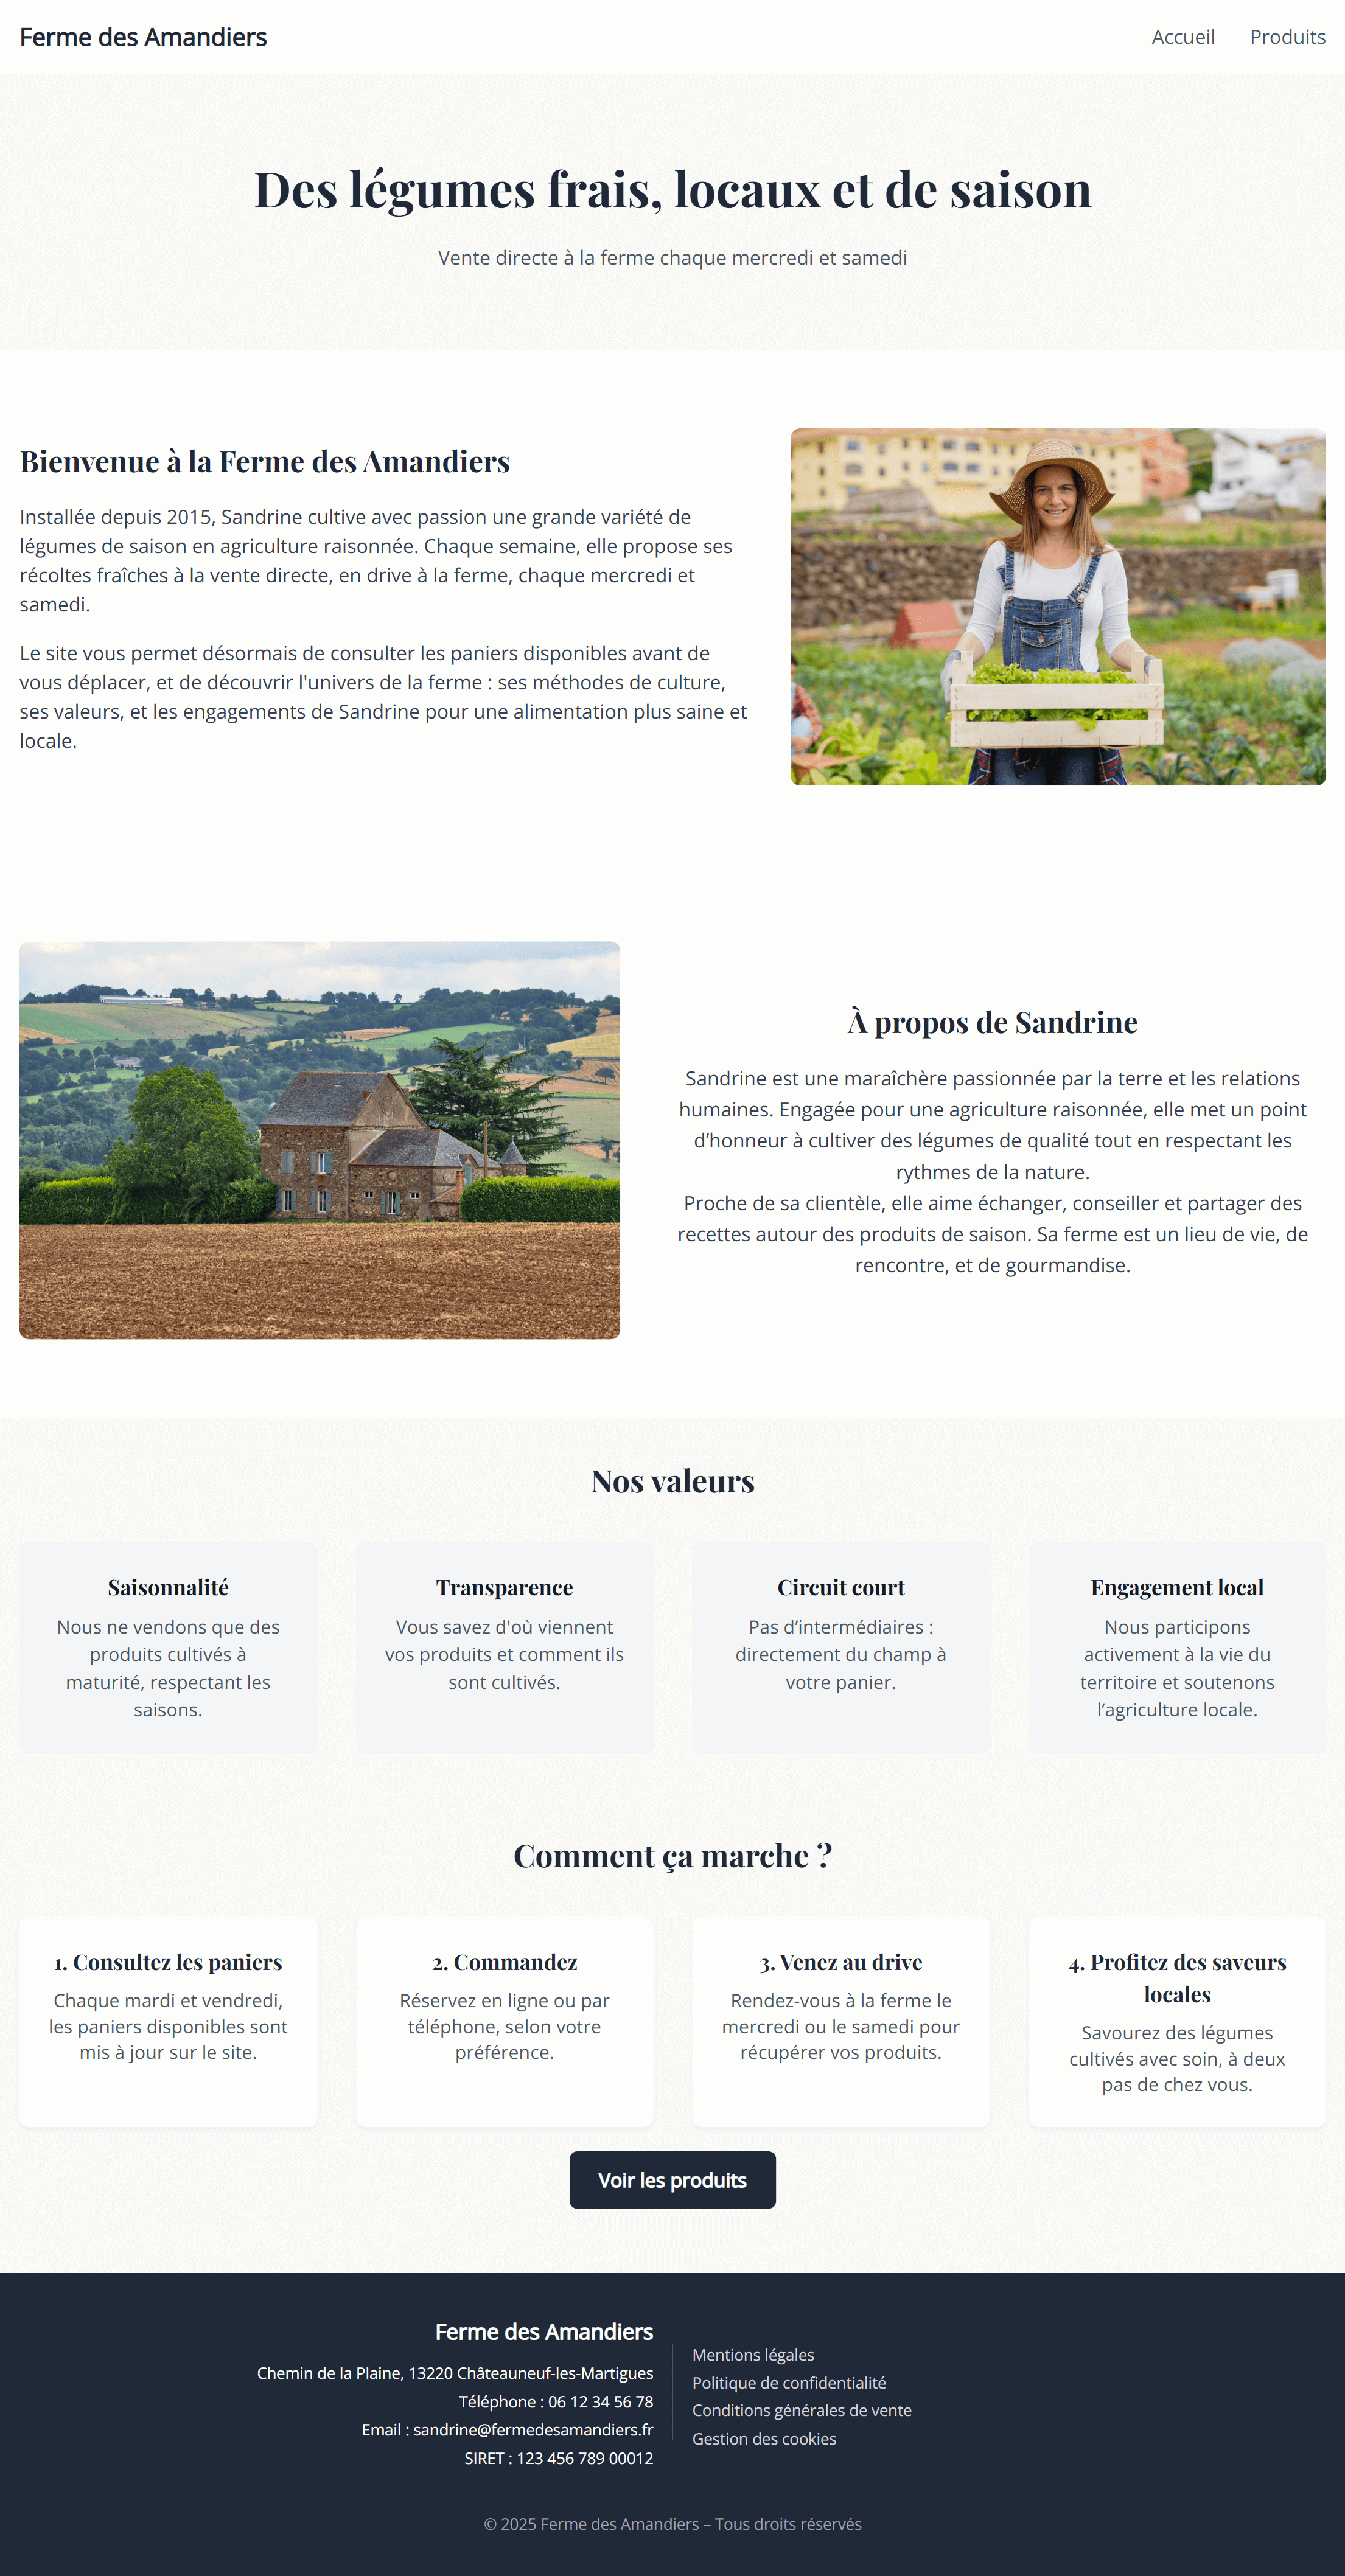 Ferme des Amandiers
Accueil
Produits
Des légumes frais, locaux et de saison
Vente directe à la ferme chaque mercredi et samedi
Bienvenue à la Ferme des Amandiers
Installée depuis 2015, Sandrine cultive avec passion une grande variété de
légumes de saison en agriculture raisonnée. Chaque semaine, elle propose ses
récoltes fraîches à la vente directe, en drive à la ferme, chaque mercredi et
samedi.
Le site vous permet désormais de consulter les paniers disponibles avant de
vous déplacer, et de découvrir l'univers de la ferme : ses méthodes de culture,
ses valeurs, et les engagements de Sandrine pour une alimentation plus saine et
locale.
À propos de Sandrine
Sandrine est une maraîchère passionnée par la terre et les relations
humaines. Engagée pour une agriculture raisonnée, elle met un point
d’honneur à cultiver des légumes de qualité tout en respectant les
rythmes de la nature.
Proche de sa clientèle, elle aime échanger, conseiller et partager des
recettes autour des produits de saison. Sa ferme est un lieu de vie, de
rencontre, et de gourmandise.
Nos valeurs
Saisonnalité
Nous ne vendons que des
produits cultivés à
maturité, respectant les
saisons.
Transparence
Vous savez d'où viennent
vos produits et comment ils
sont cultivés.
Circuit court
Pas d’intermédiaires :
directement du champ à
votre panier.
Engagement local
Nous participons
activement à la vie du
territoire et soutenons
l’agriculture locale.
Comment ça marche ?
1. Consultez les paniers
Chaque mardi et vendredi,
les paniers disponibles sont
mis à jour sur le site.
2. Commandez
Réservez en ligne ou par
téléphone, selon votre
préférence.
3. Venez au drive
Rendez-vous à la ferme le
mercredi ou le samedi pour
récupérer vos produits.
4. Profitez des saveurs
locales
Savourez des légumes
cultivés avec soin, à deux
pas de chez vous.
Voir les produits
Ferme des Amandiers
Chemin de la Plaine, 13220 Châteauneuf-les-Martigues
Téléphone : 06 12 34 56 78
Email : sandrine@fermedesamandiers.fr
SIRET : 123 456 789 00012
Mentions légales
Politique de confidentialité
Conditions générales de vente
Gestion des cookies
© 2025 Ferme des Amandiers – Tous droits réservés